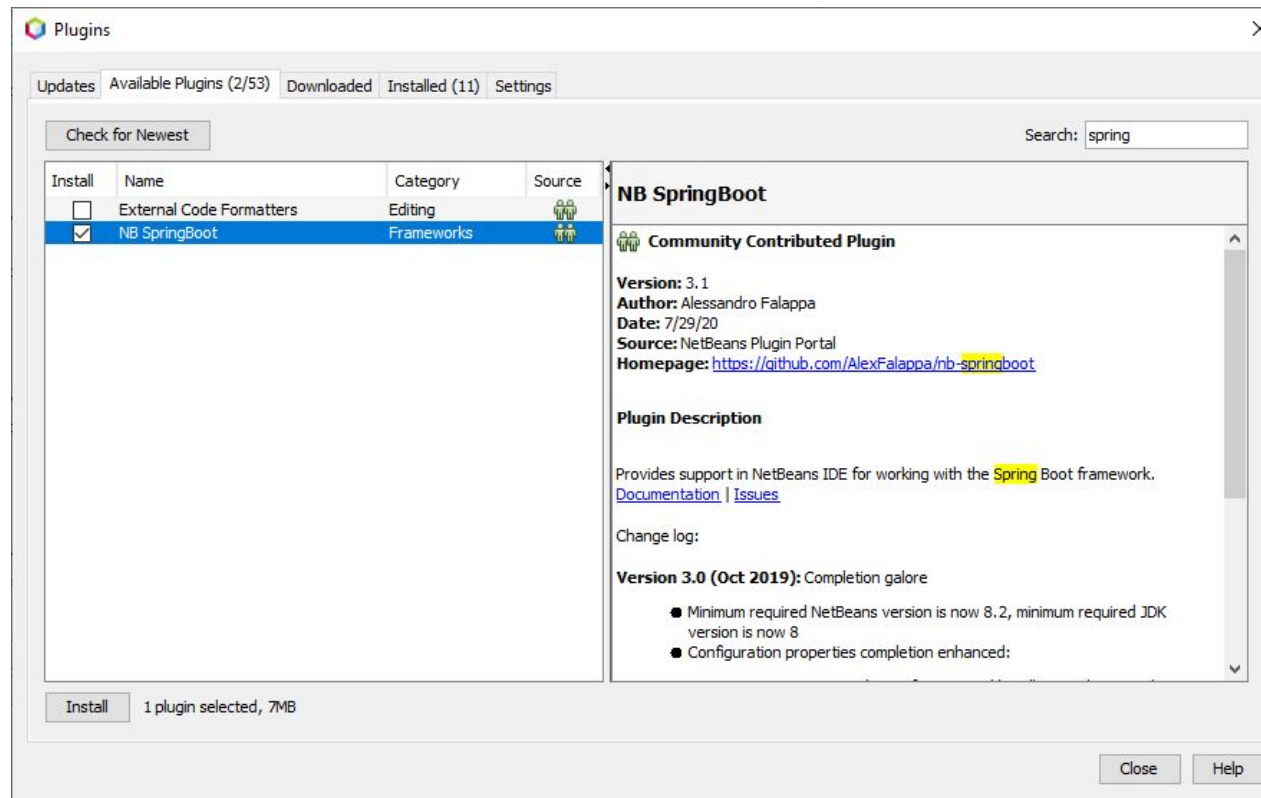 Plugins
Updates Available Plugins (2/53) Downloaded Installed (11) Settings
Check for Newest
Search: spring
Install Name Category Source
External Code Formatters Editing
NB SpringBoot Frameworks
NB SpringBoot
Community Contributed Plugin
Version: 3.1
Author: Alessandro Falappa
Date: 7/29/20
Source: NetBeans Plugin Portal
Homepage: https://github.com/AlexFalappa/nb-springboot
Plugin Description
Provides support in NetBeans IDE for working with the Spring Boot framework.
Documentation | Issues
Change log:
Version 3.0 (Oct 2019): Completion galore
Minimum required NetBeans version is now 8.2, minimum required JDK
version is now 8
Configuration properties completion enhanced:
Install 1 plugin selected, 7MB
Close Help